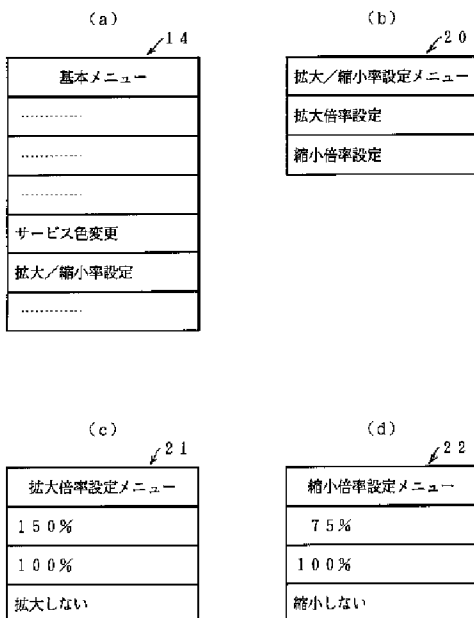 (a)
14
基本メニュー
…………
…………
…………
サービス色変更
拡大／縮小率設定
…………
(b)
20
拡大／縮小率設定メニュー
拡大倍率設定
縮小倍率設定
(c)
21
拡大倍率設定メニュー
150%
100%
拡大しない
(d)
22
縮小倍率設定メニュー
75%
100%
縮小しない